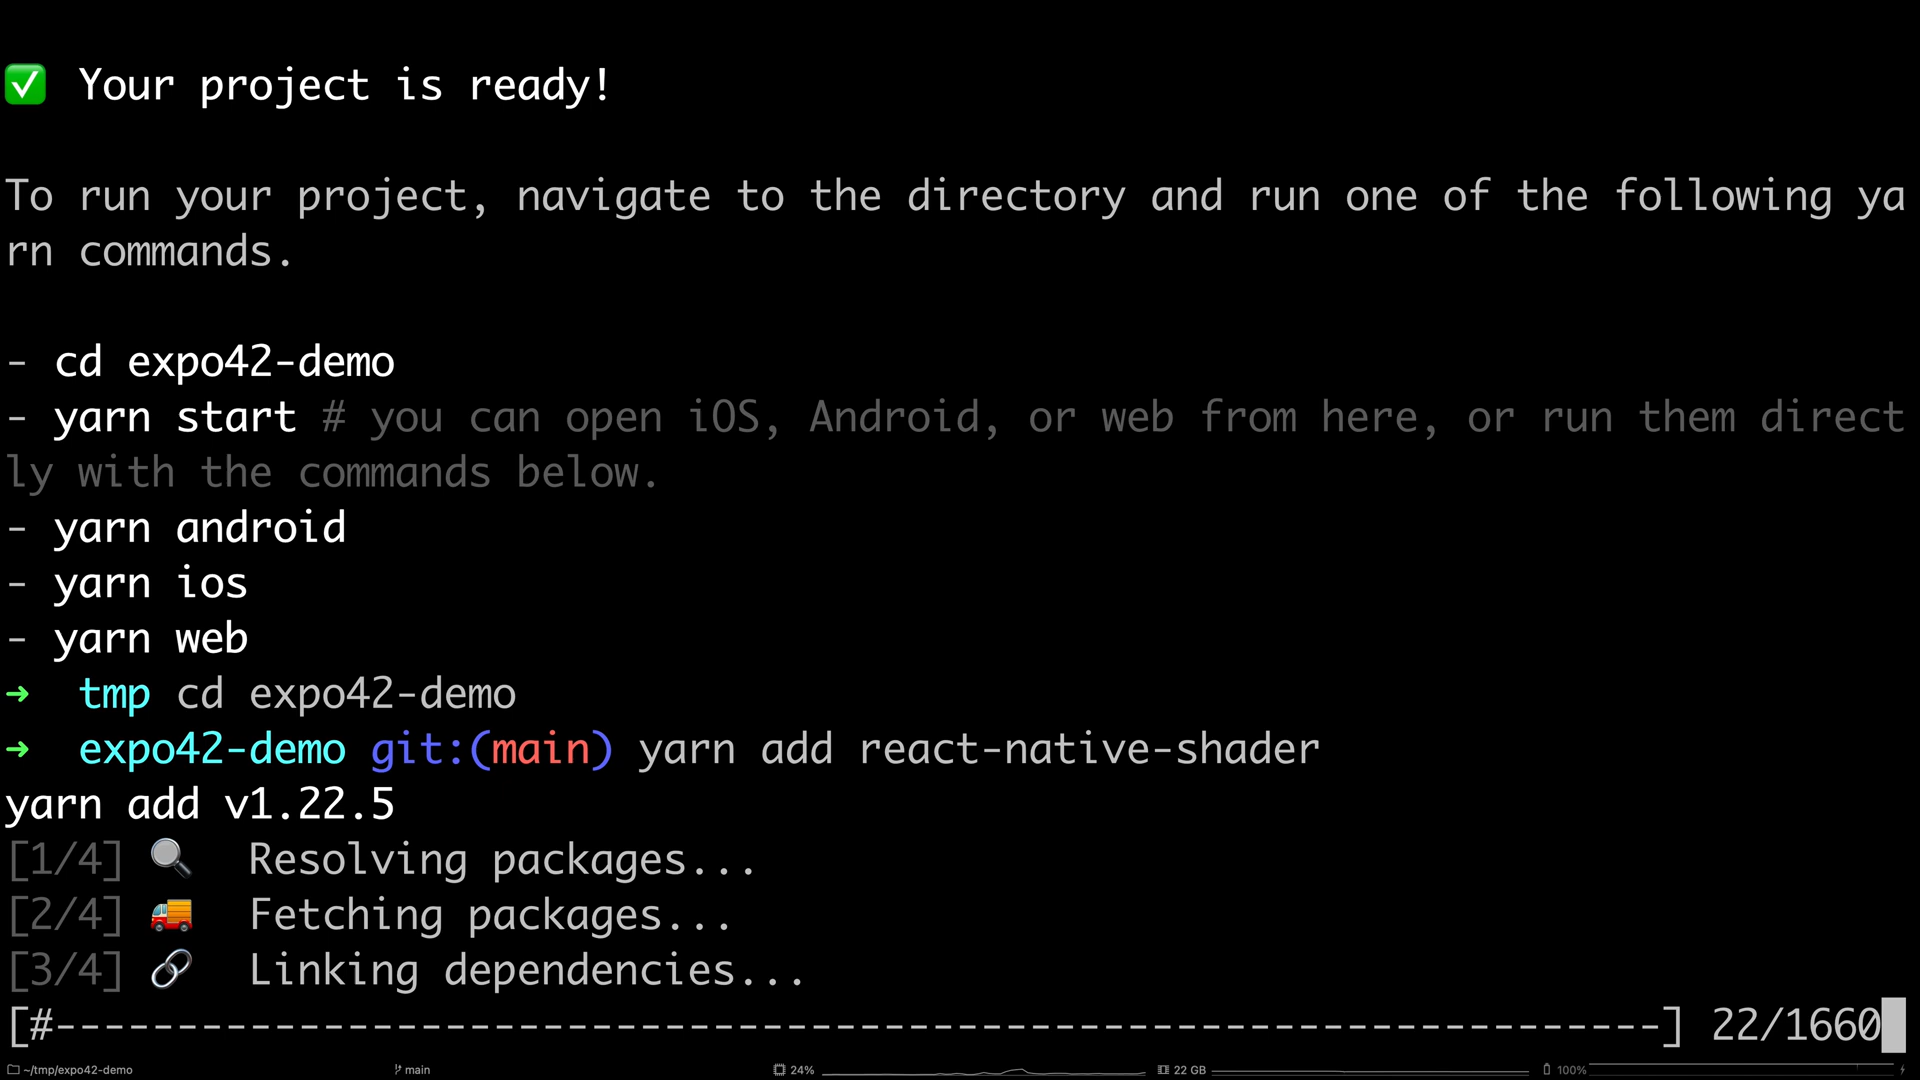 ✅ Your project is ready!
To run your project, navigate to the directory and run one of the following ya
rn commands.
- cd expo42-demo
- yarn start # you can open iOS, Android, or web from here, or run them direct
ly with the commands below.
- yarn android
- yarn ios
- yarn web
➜ tmp cd expo42-demo
➜ expo42-demo git:(main) yarn add react-native-shader
yarn add v1.22.5
[1/4] 🔍 Resolving packages...
[2/4] 🚚 Fetching packages...
[3/4] 🔗 Linking dependencies...
[#------------------------------------------------------------------] 22/1660
~/tmp/expo42-demo main 24% 22 GB 100%